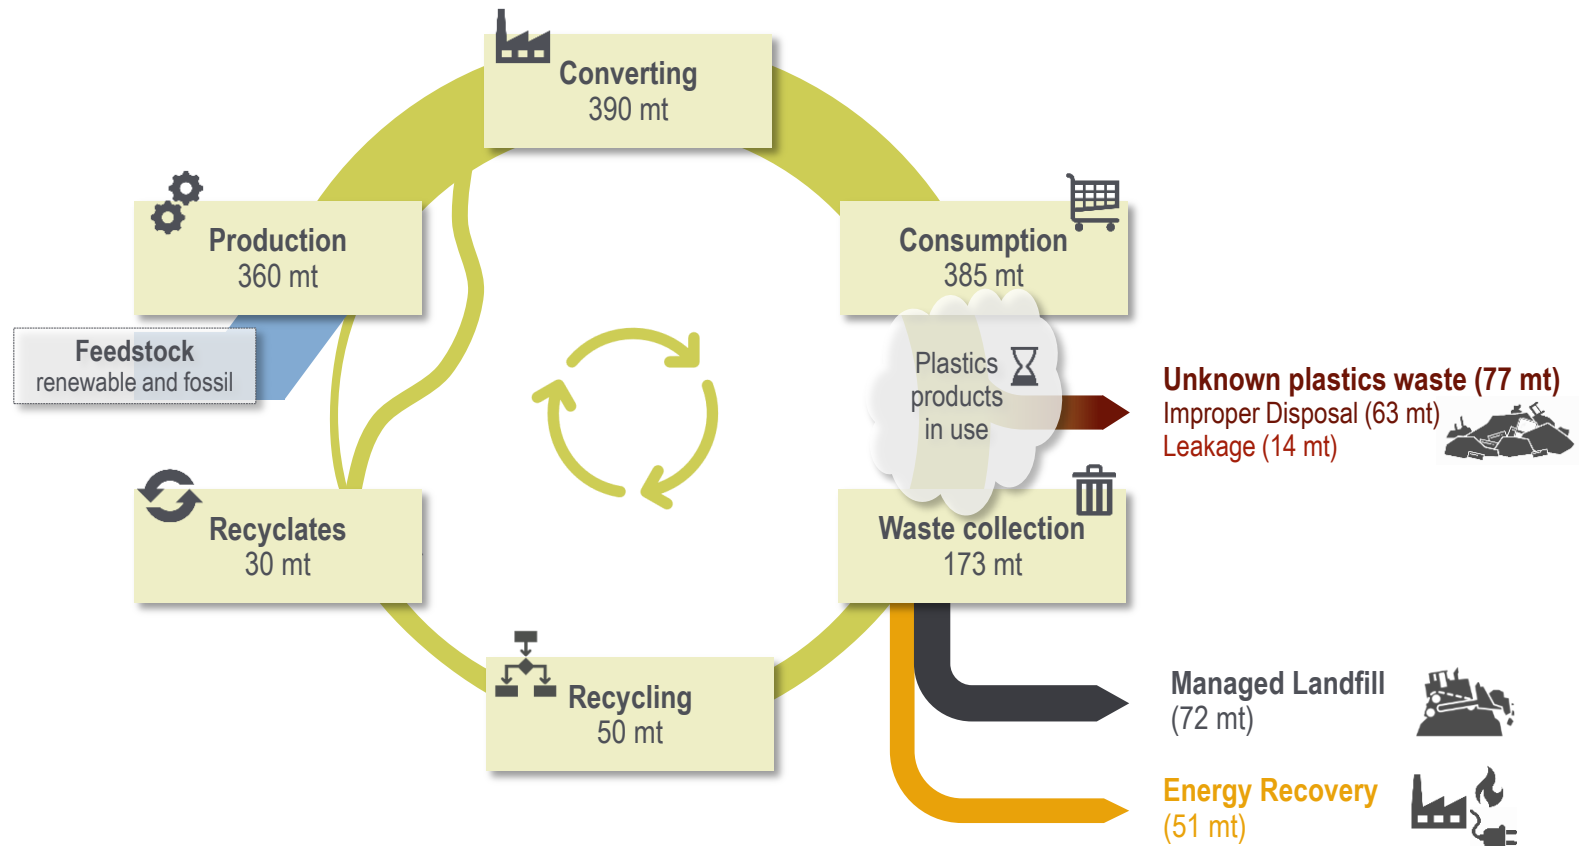 Converting
390 mt
Production
360 mt
Consumption
385 mt
Feedstock
renewable and fossil
Plastics
products
in use
Unknown plastics waste (77 mt)
Improper Disposal (63 mt)
Leakage (14 mt)
Recyclates
30 mt
Waste collection
173 mt
Recycling
50 mt
Managed Landfill
(72 mt)
Energy Recovery
(51 mt)